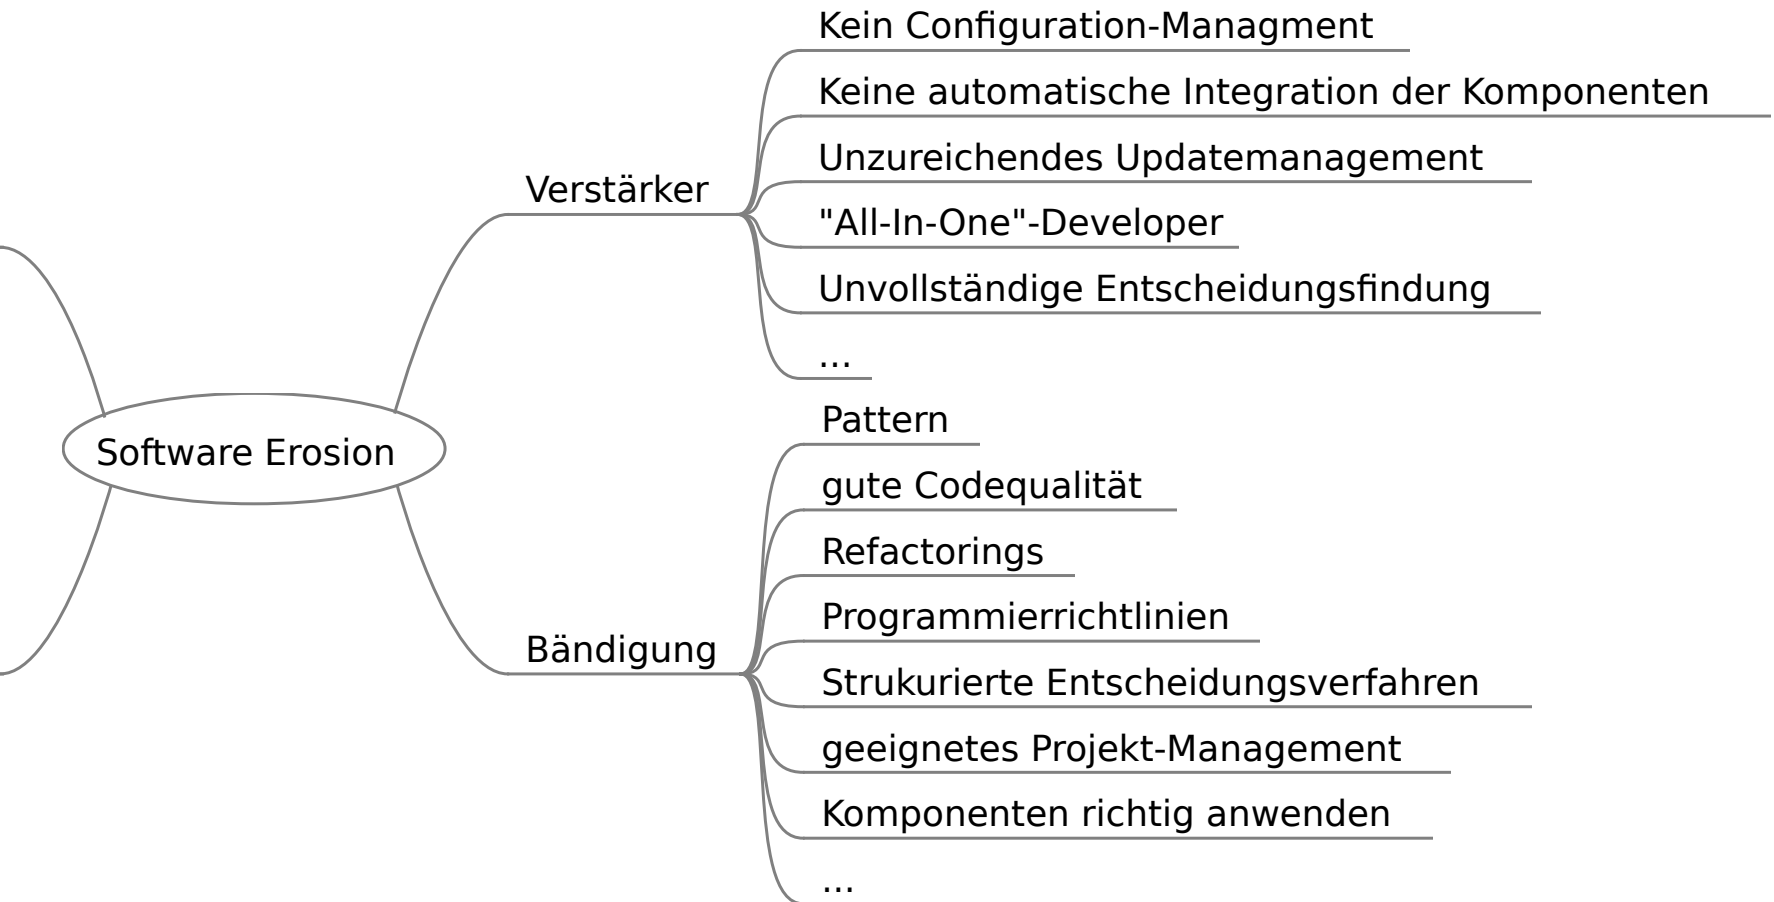 Software Erosion
Verstärker
Kein Configuration-Managment
Keine automatische Integration der Komponenten
Unzureichendes Updatemanagement
"All-In-One"-Developer
Unvollständige Entscheidungsfindung
...
Bändigung
Pattern
gute Codequalität
Refactorings
Programmierrichtlinien
Strukurierte Entscheidungsverfahren
geeignetes Projekt-Management
Komponenten richtig anwenden
...